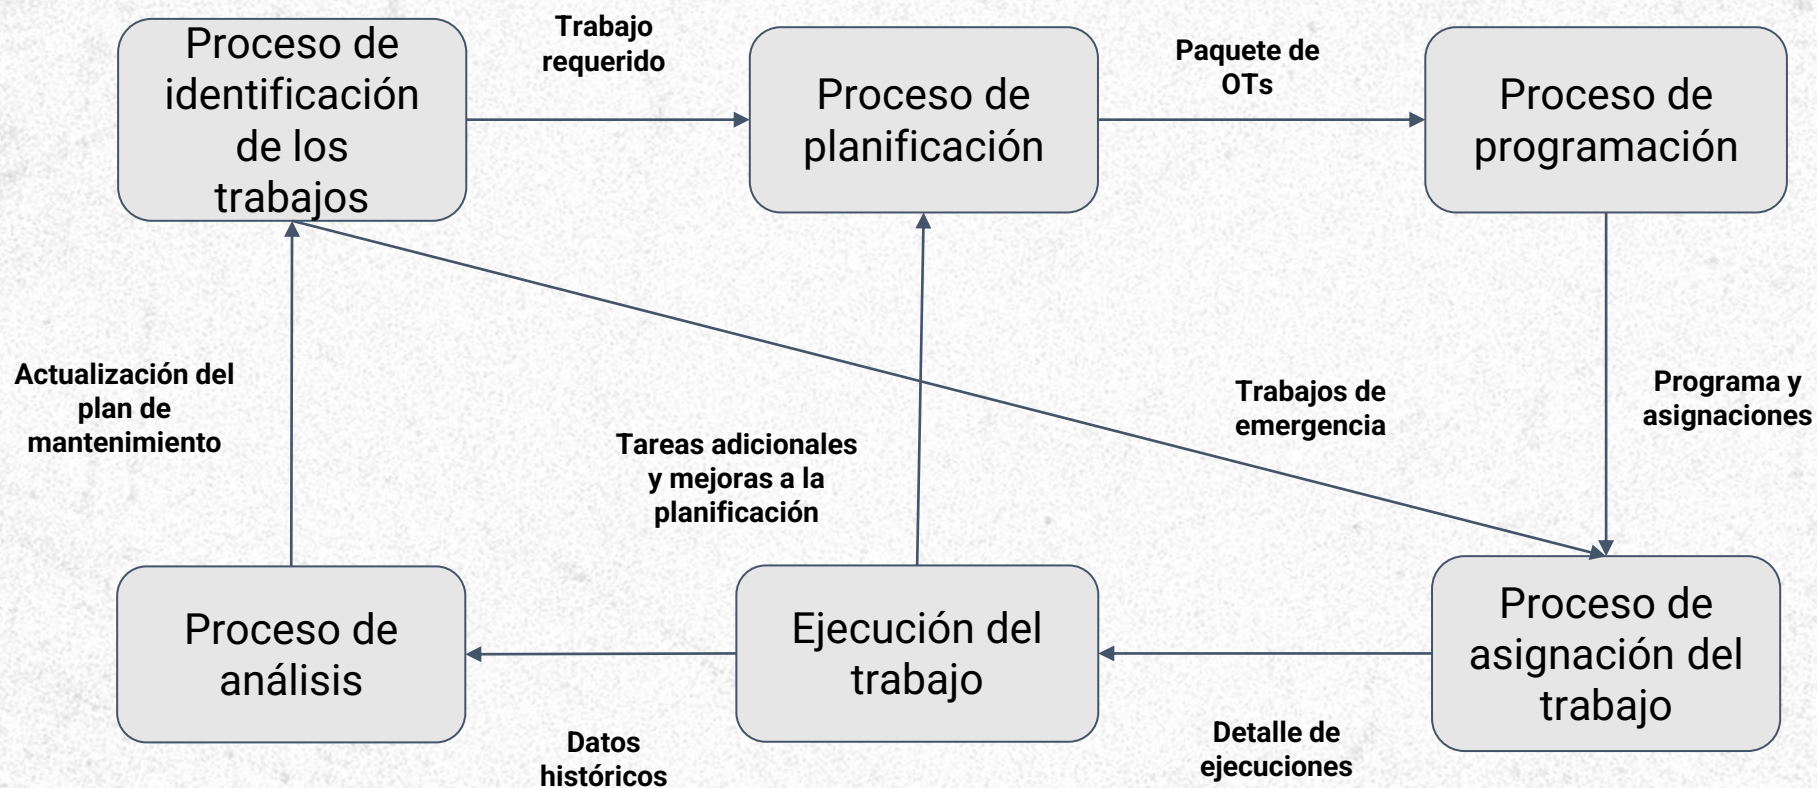 Proceso de
identificación
de los
trabajos
Trabajo
requerido
Proceso de
planificación
Paquete de
OTs
Proceso de
programación
Actualización del
plan de
mantenimiento
Tareas adicionales
y mejoras a la
planificación
Trabajos de
emergencia
Programa y
asignaciones
Proceso de
análisis
Datos
históricos
Ejecución del
trabajo
Detalle de
ejecuciones
Proceso de
asignación del
trabajo